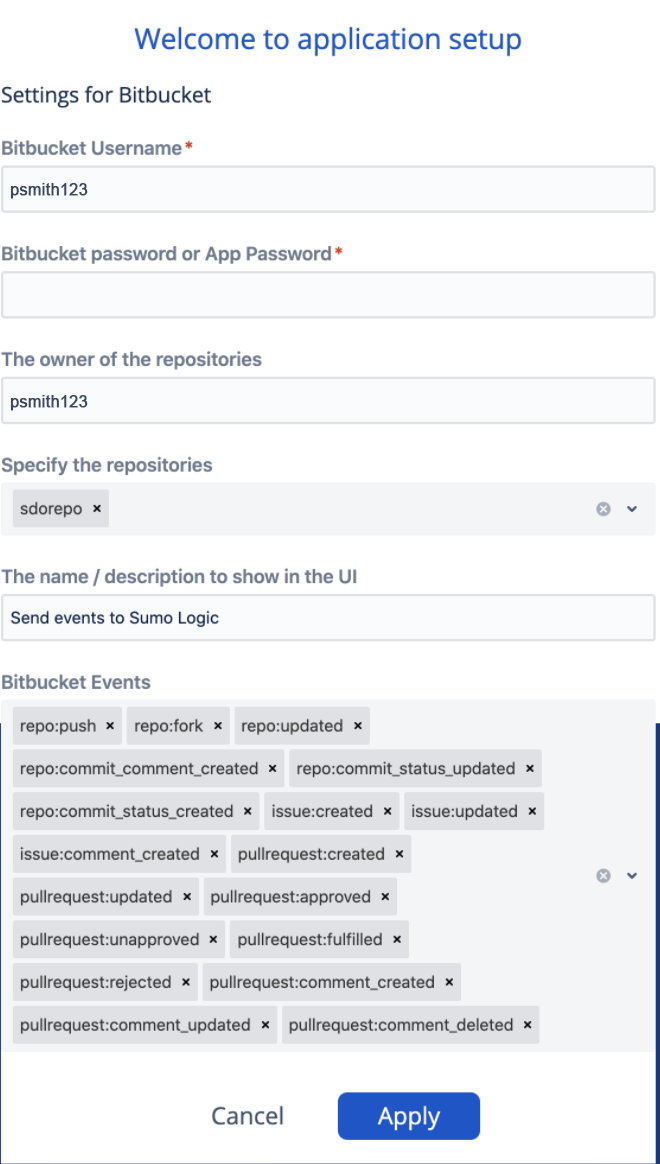 Welcome to application setup
Settings for Bitbucket
Bitbucket Username*
psmith123
Bitbucket password or App Password*
The owner of the repositories
psmith123
Specify the repositories
sdorepo ×
The name / description to show in the UI
Send events to Sumo Logic
Bitbucket Events
repo:push × repo:fork × repo:updated ×
repo:commit_comment_created × repo:commit_status_updated ×
repo:commit_status_created × issue:created × issue:updated ×
issue:comment_created × pullrequest:created ×
pullrequest:updated × pullrequest:approved ×
pullrequest:unapproved × pullrequest:fulfilled ×
pullrequest:rejected × pullrequest:comment_created ×
pullrequest:comment_updated × pullrequest:comment_deleted ×
Cancel Apply